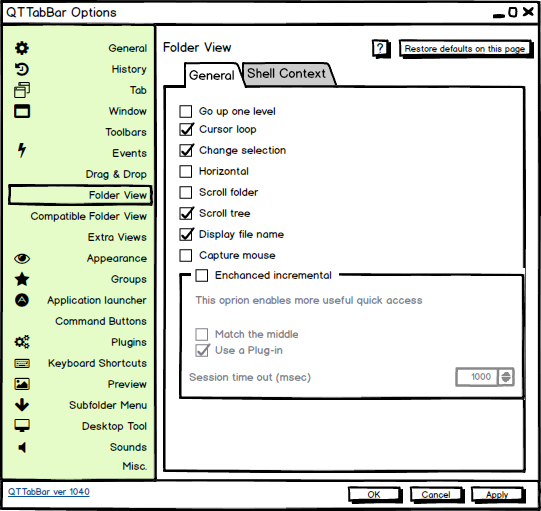 QTTabBar Options
General
History
Tab
Window
Toolbars
Events
Drag & Drop
Folder View
Compatible Folder View
Extra Views
Appearance
Groups
A
Application launcher
Command Buttons
Plugins
Keyboard Shortcuts
Preview
Subfolder Menu
Desktop Tool
Sounds
Misc.
Folder View
?
Restore defaults on this page
General
Shell Context
Go up one level
Cursor loop
Change selection
Horizontal
Scroll folder
Scroll tree
Display file name
Capture mouse
Enchanced incremental
This oprion enables more useful quick access
Match the middle
Use a Plug-in
Session time out (msec)
1000
QTTabBar ver 1040
OK
Cancel
Apply